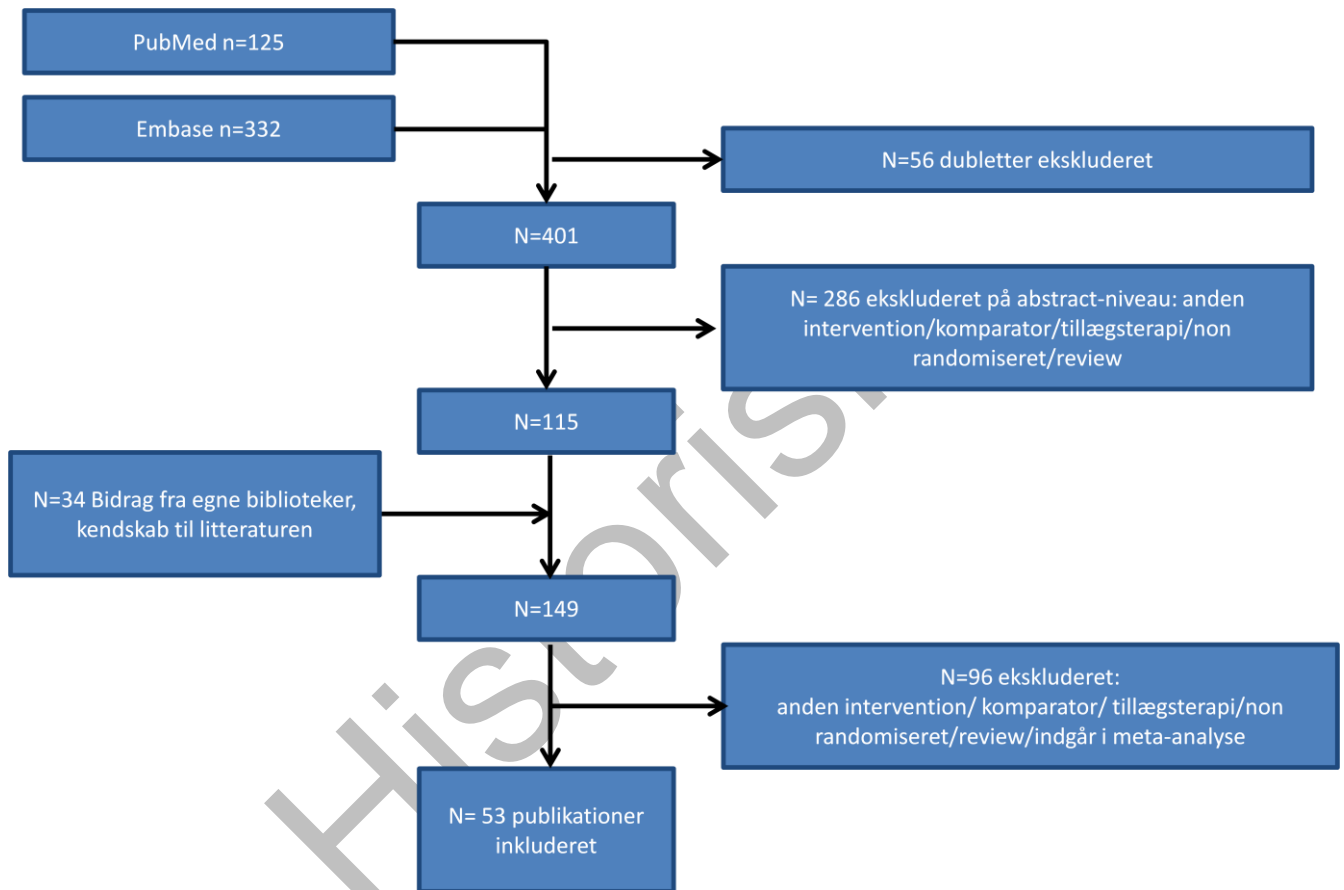 PubMed n=125
Embase n=332
N=56 dubletter ekskluderet
N=401
N= 286 ekskluderet på abstract-niveau: anden
intervention/komparator/tillægsterapi/non
randomiseret/review
N=115
N=34 Bidrag fra egne biblioteker,
kendskab til litteraturen
N=149
N=96 ekskluderet:
anden intervention/ komparator/ tillægsterapi/non
randomiseret/review/indgår i meta-analyse
N= 53 publikationer
inkluderet